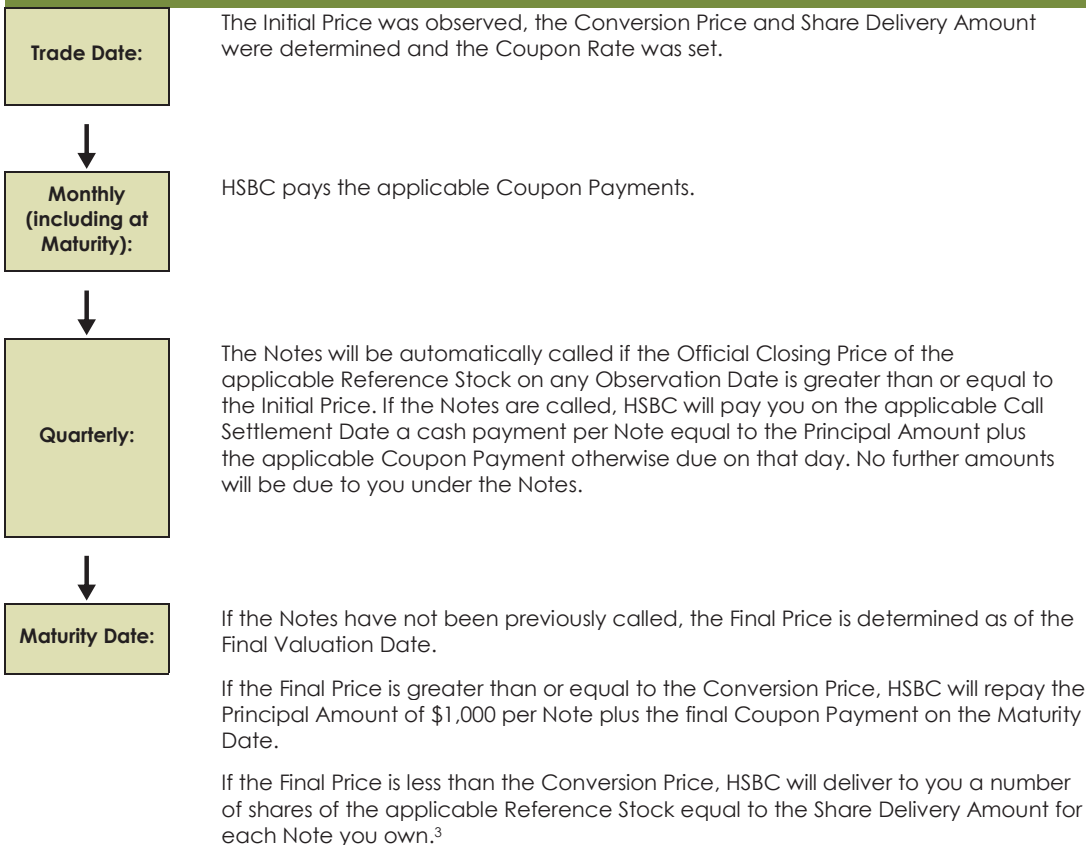 Trade Date:
The Initial Price was observed, the Conversion Price and Share Delivery Amount
were determined and the Coupon Rate was set.
Monthly
(including at
Maturity):
HSBC pays the applicable Coupon Payments.
Quarterly:
The Notes will be automatically called if the Official Closing Price of the
applicable Reference Stock on any Observation Date is greater than or equal to
the Initial Price. If the Notes are called, HSBC will pay you on the applicable Call
Settlement Date a cash payment per Note equal to the Principal Amount plus
the applicable Coupon Payment otherwise due on that day. No further amounts
will be due to you under the Notes.
Maturity Date:
If the Notes have not been previously called, the Final Price is determined as of the
Final Valuation Date.
If the Final Price is greater than or equal to the Conversion Price, HSBC will repay the
Principal Amount of $1,000 per Note plus the final Coupon Payment on the Maturity
Date.
If the Final Price is less than the Conversion Price, HSBC will deliver to you a number
of shares of the applicable Reference Stock equal to the Share Delivery Amount for
each Note you own.3